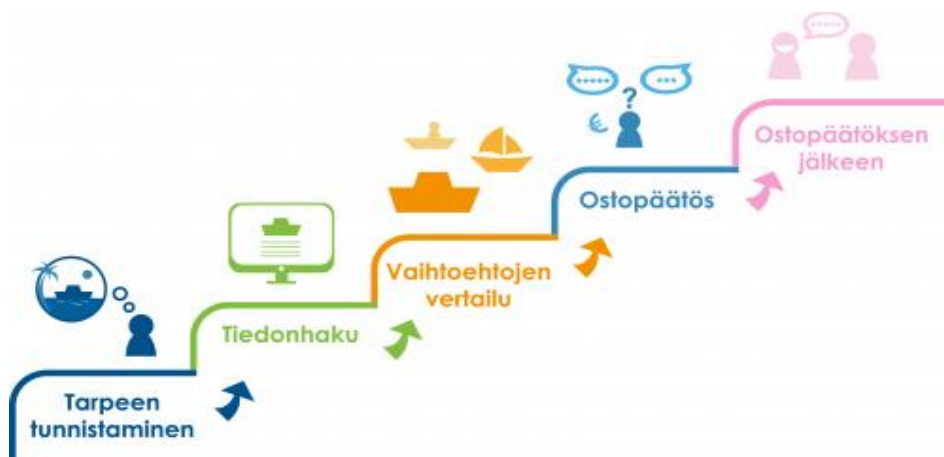 Tarpeen
tunnistaminen
Tiedonhaku
Vaihtoehtojen
vertailu
€
?
Ostopäätös
Ostopäätöksen
jälkeen